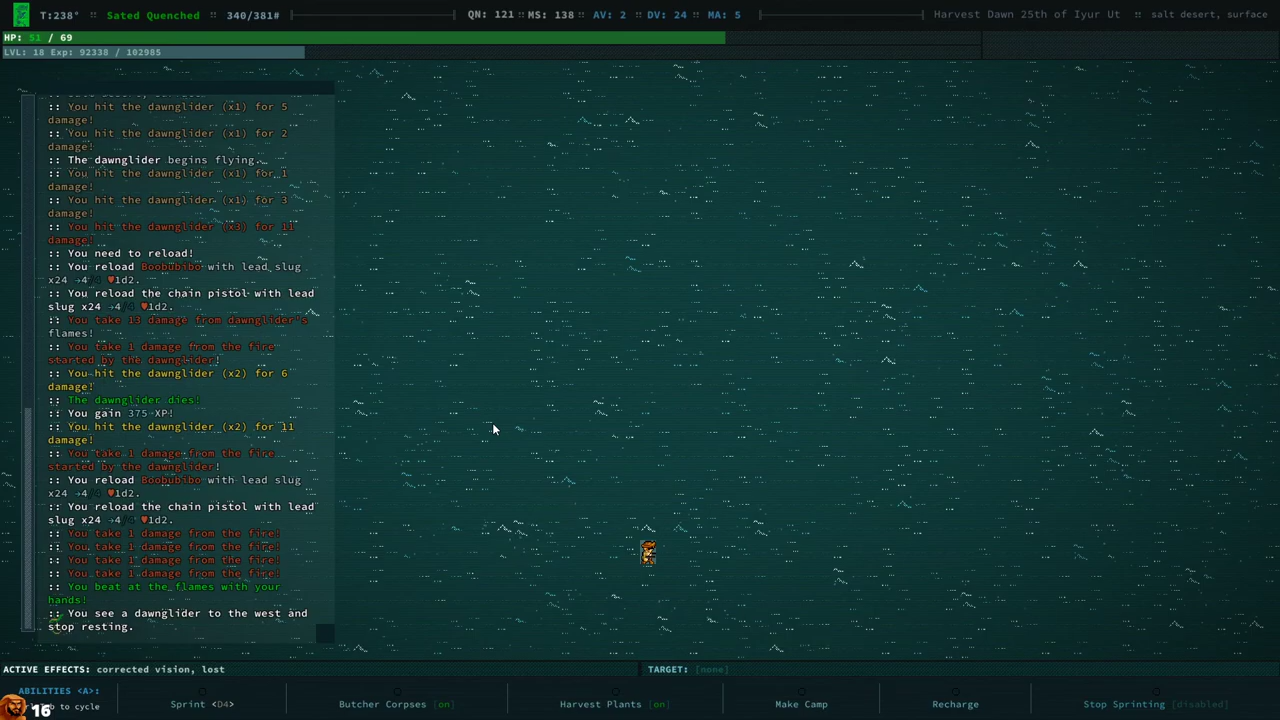 T:238° :: Sated Quenched :: 340/381# QN: 121 :: MS: 138 :: AV: 2 :: DV: 24 :: MA: 5 Harvest Dawn 25th of Iyur Ut :: salt desert, surface
HP: 51 / 69
LVL: 18 Exp: 92338 / 102985
:: You hit the dawnglider (x1) for 5
damage!
:: You hit the dawnglider (x1) for 2
damage!
:: The dawnglider begins flying.
:: You hit the dawnglider (x1) for 1
damage!
:: You hit the dawnglider (x1) for 3
damage!
:: You hit the dawnglider (x3) for 11
damage!
:: You need to reload!
:: You reload Boobubibo with lead slug
x24 →4 ♥1d2.
:: You reload the chain pistol with lead
slug x24 →4 ♥1d2.
:: You take 13 damage from dawnglider's
flames!
:: You take 1 damage from the fire
started by the dawnglider!
:: You hit the dawnglider (x2) for 6
damage!
:: The dawnglider dies!
:: You gain 375 XP!
:: You hit the dawnglider (x2) for 11
damage!
:: You take 1 damage from the fire
started by the dawnglider!
:: You reload Boobubibo with lead slug
x24 →4 ♥1d2.
:: You reload the chain pistol with lead
slug x24 →4 ♥1d2.
:: You take 1 damage from the fire!
:: You take 1 damage from the fire!
:: You take 1 damage from the fire!
:: You take 1 damage from the fire!
:: You beat at the flames with your
hands!
:: You see a dawnglider to the west and
stop resting.
ACTIVE EFFECTS: corrected vision, lost TARGET: [none]
ABILITIES <A>:
to cycle
16
Sprint <04> Butcher Corpses [on] Harvest Plants [on] Make Camp Recharge Stop Sprinting [disabled]